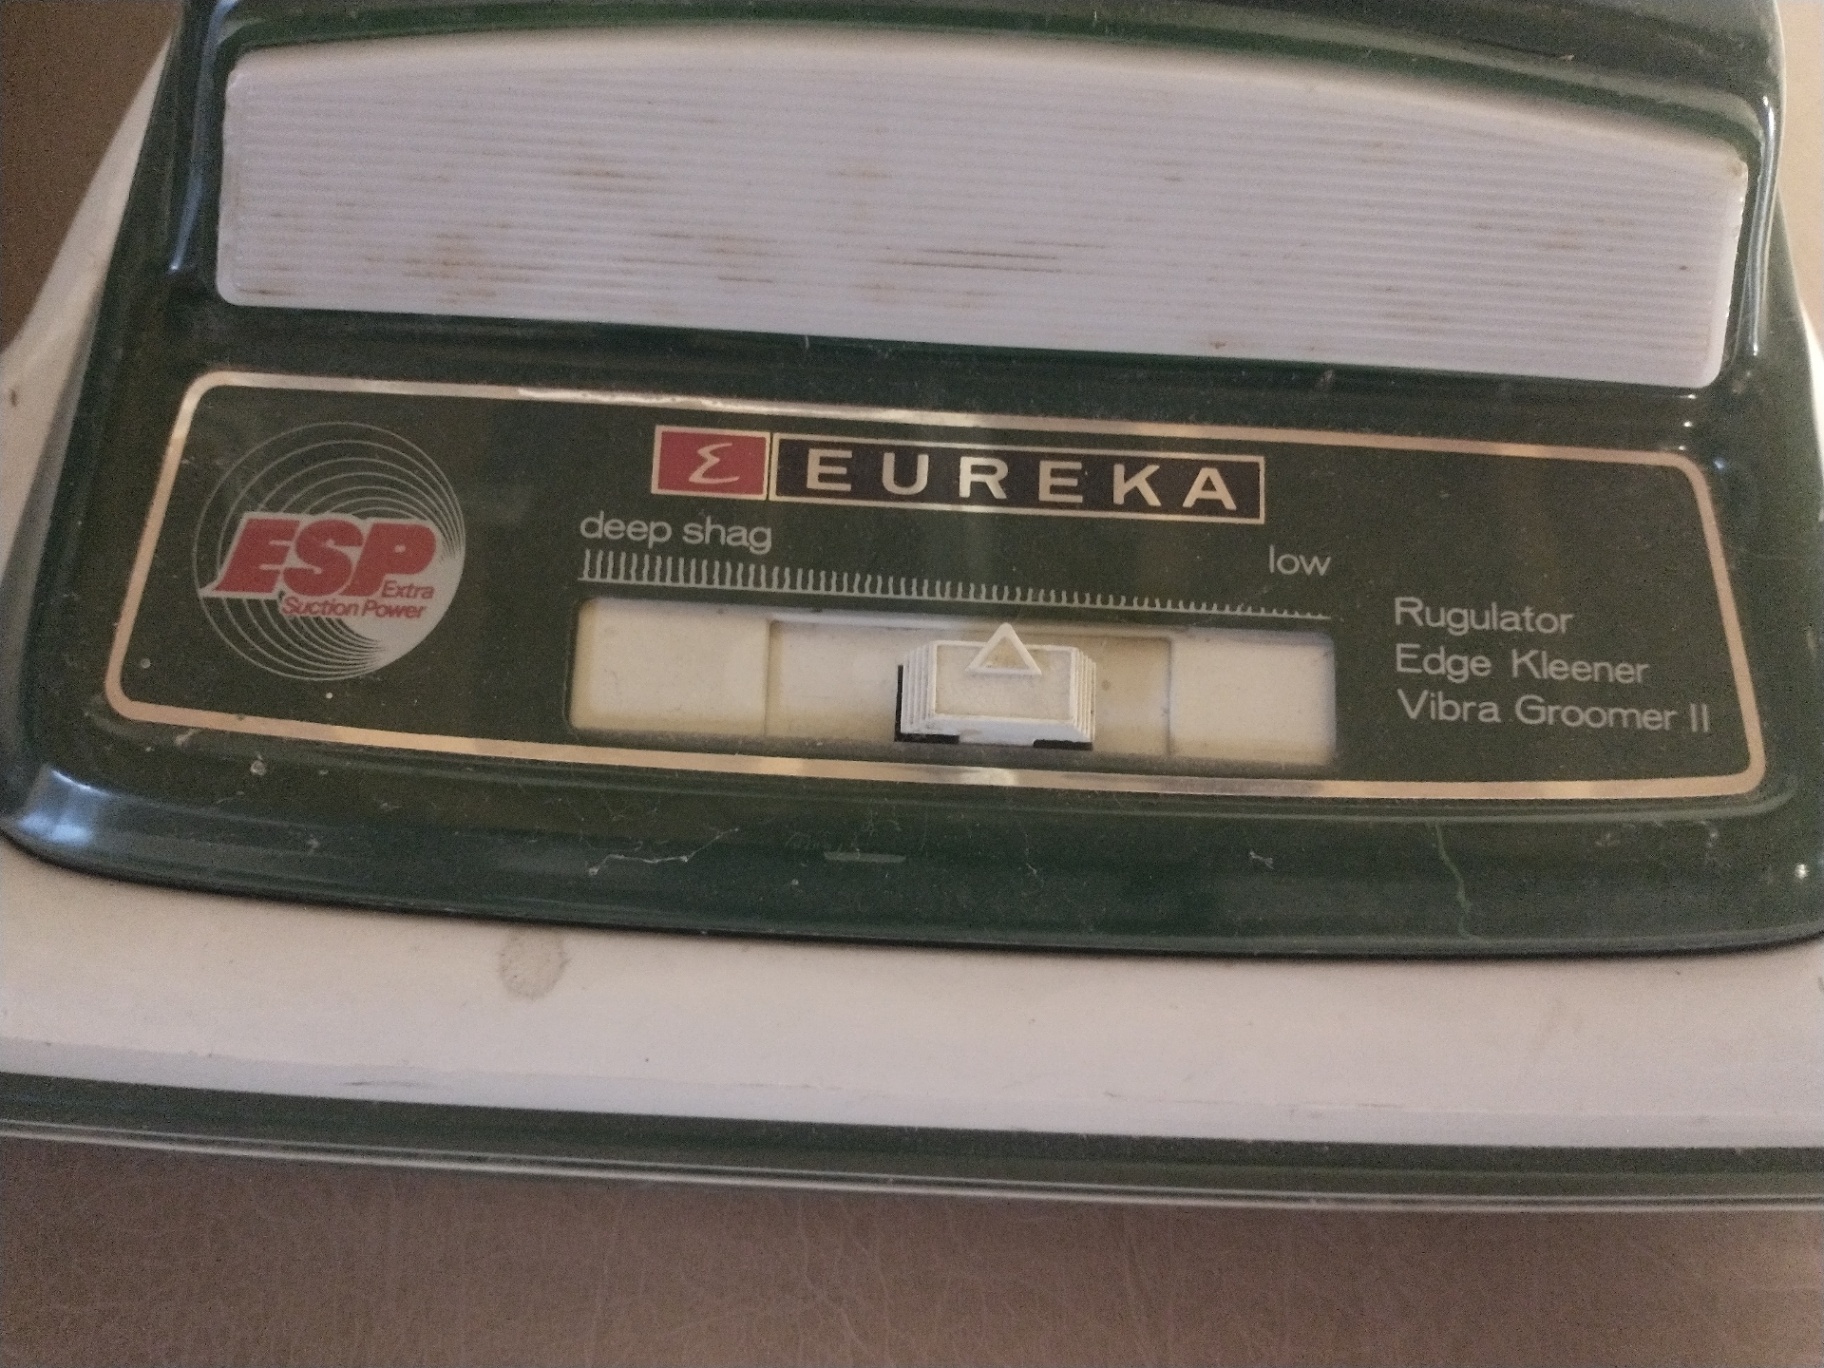 EUREKA
deep shag
low
ESP
Extra
Suction Power
Rugulator
Edge Kleener
Vibra Groomer II